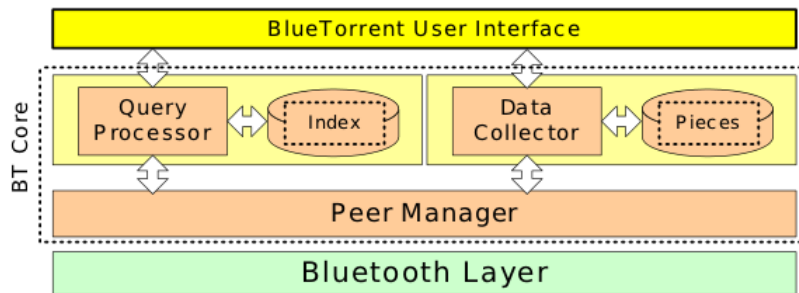 BlueTorrent User Interface
BT Core
Query
Processor
Index
Data
Collector
Pieces
Peer Manager
Bluetooth Layer